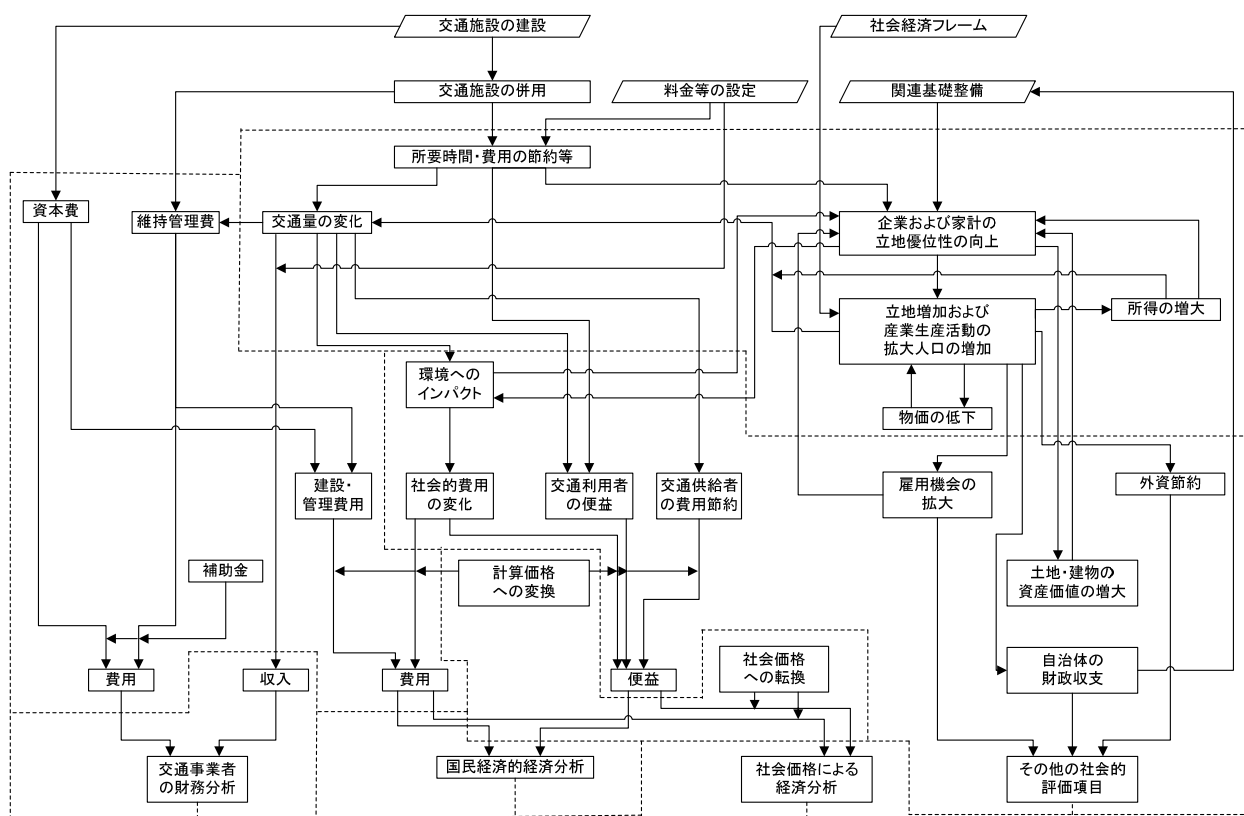 交通施設の建設
社会経済フレーム
交通施設の併用
料金等の設定
関連基礎整備
所要時間・費用の節約等
資本費
維持管理費
交通量の変化
企業および家計の
立地優位性の向上
立地増加および
産業生産活動の
拡大人口の増加
所得の増大
環境への
インパクト
物価の低下
建設・
管理費用
社会的費用
の変化
交通利用者
の便益
交通供給者
の費用節約
雇用機会の
拡大
外資節約
補助金
計算価格
への変換
土地・建物の
資産価値の増大
費用
収入
費用
便益
社会価格
への転換
自治体の
財政収支
交通事業者
の財務分析
国民経済的経済分析
社会価格による
経済分析
その他の社会的
評価項目